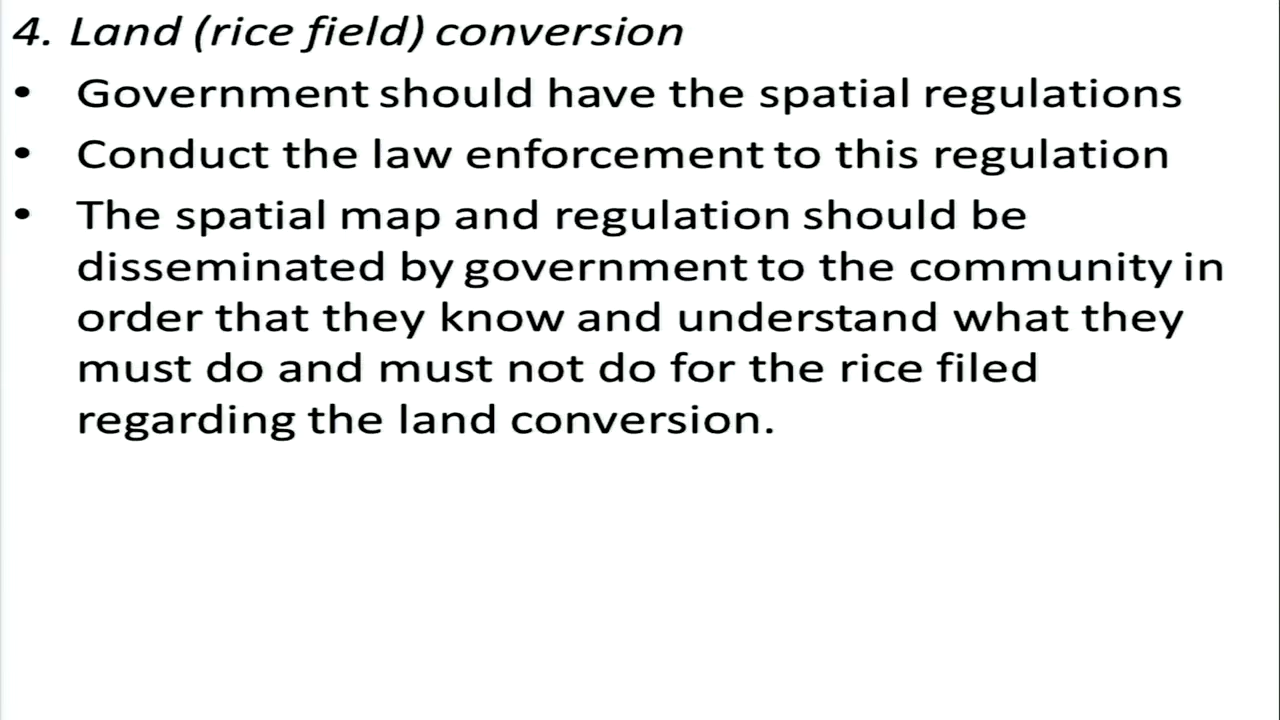 4. Land (rice field) conversion
• Government should have the spatial regulations
• Conduct the law enforcement to this regulation
• The spatial map and regulation should be
disseminated by government to the community in
order that they know and understand what they
must do and must not do for the rice filed
regarding the land conversion.